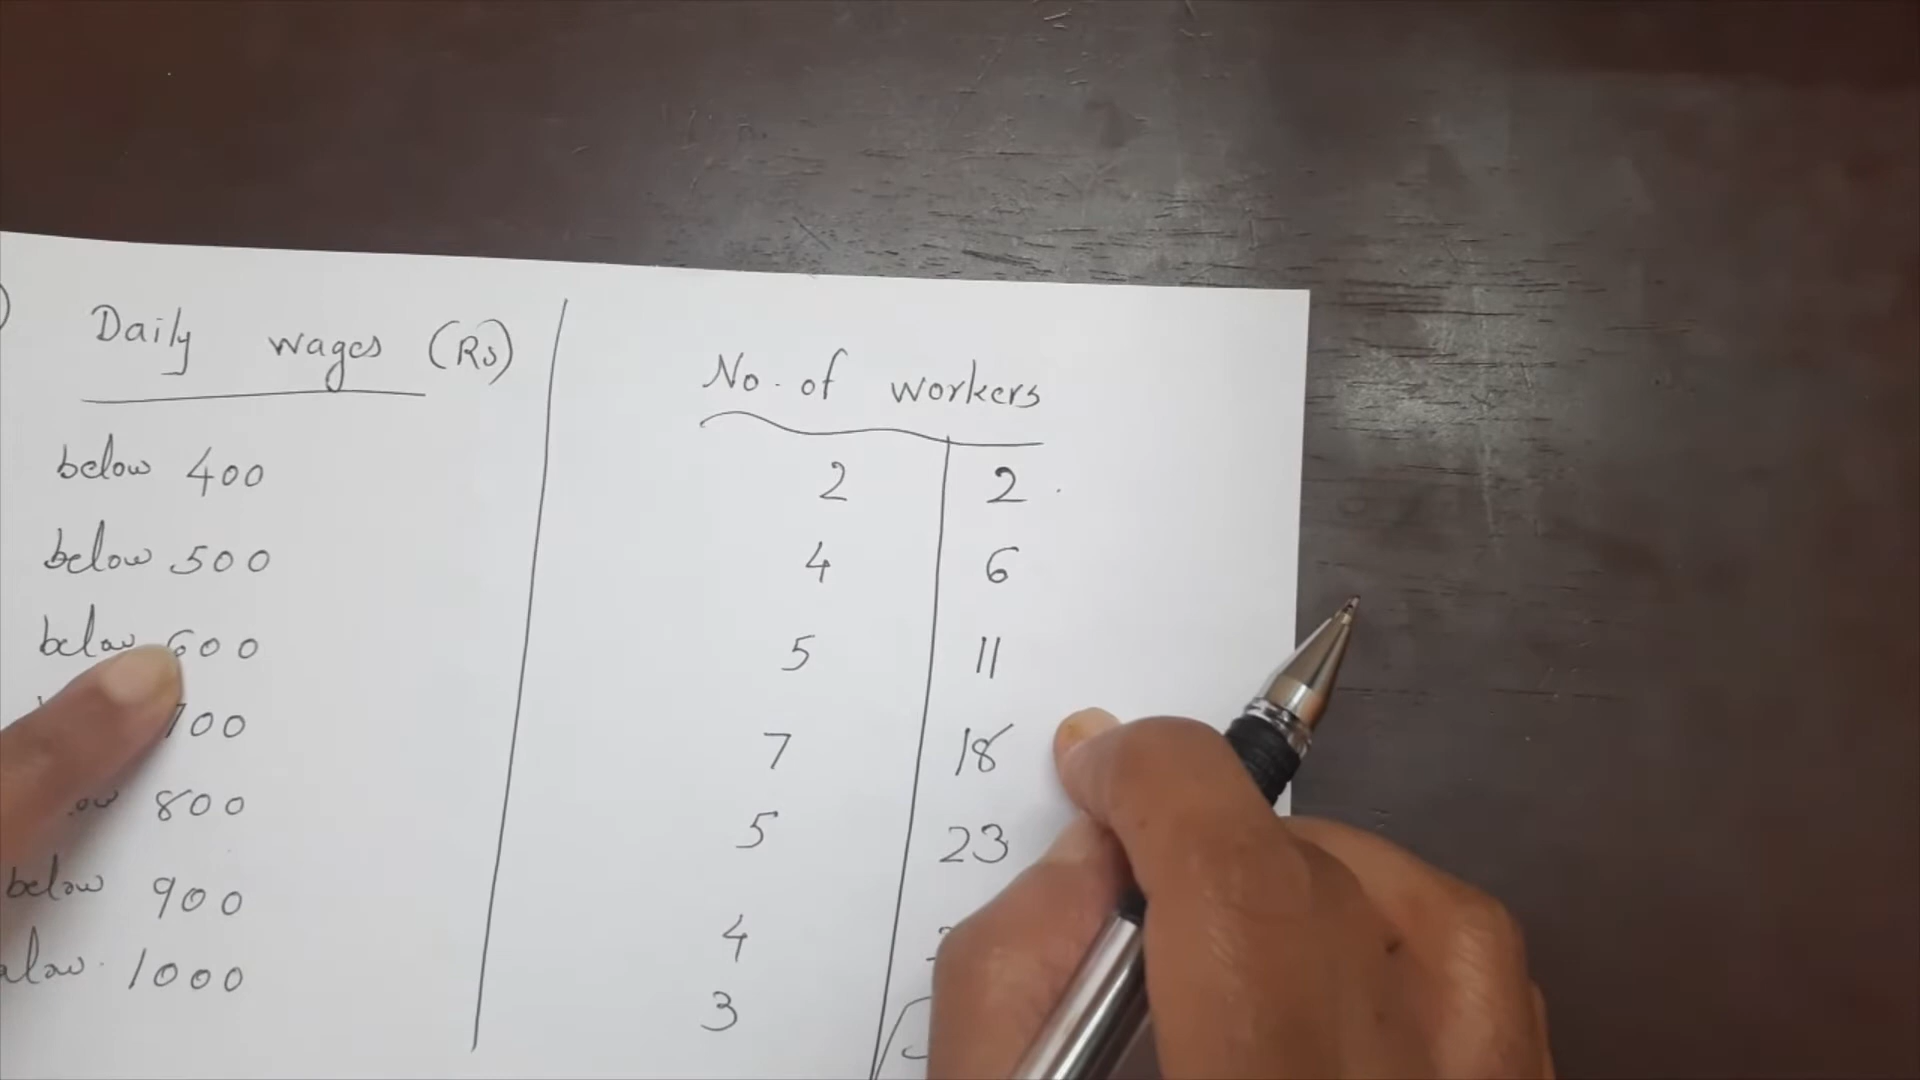 Daily wages (Rs) No. of workers
below 400 2 2
below 500 4 6
below 600 5 11
700 7 18
800 5 23
below 900 4
1000 3